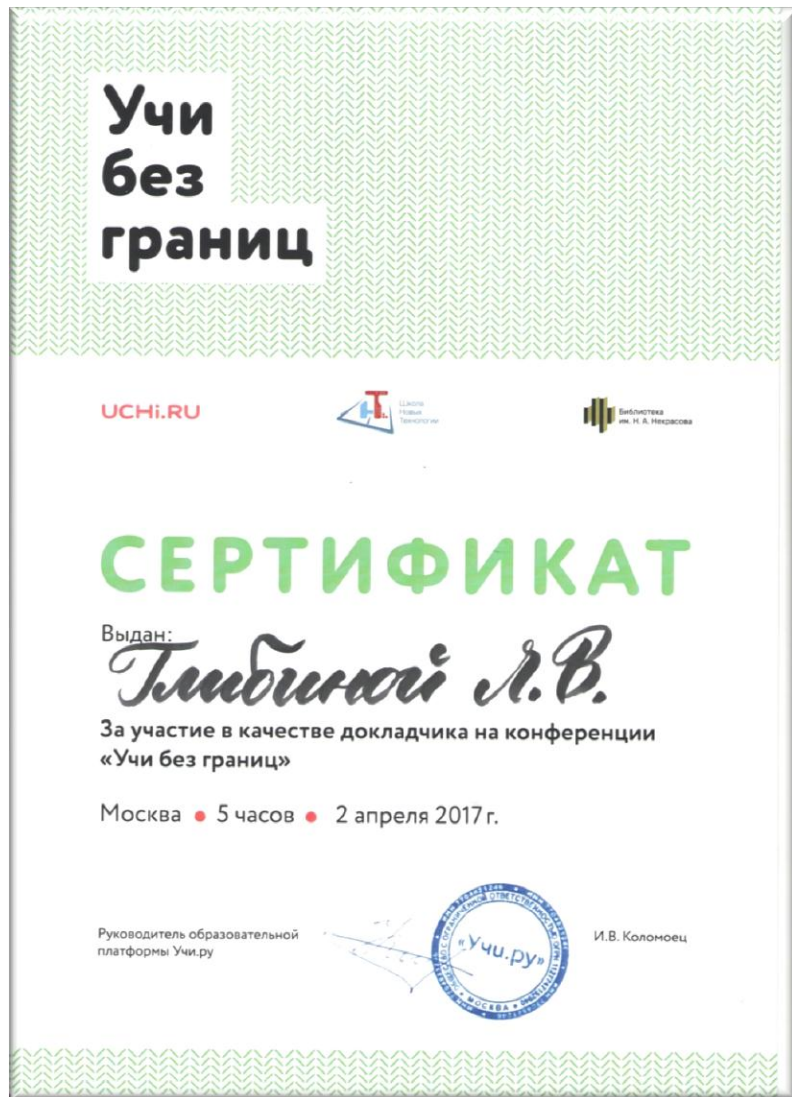 Учи
без
границ
UCHi.RU
Школа
Новых
Технологий
Библиотека
им. Н. А. Некрасова
СЕРТИФИКАТ
Выдан:
Глибиной Л.В.
За участие в качестве докладчика на конференции
«Учи без границ»
Москва • 5 часов • 2 апреля 2017 г.
Руководитель образовательной
платформы Учи.ру
«Учи.ру»
МОСКВА
И.В. Коломоец